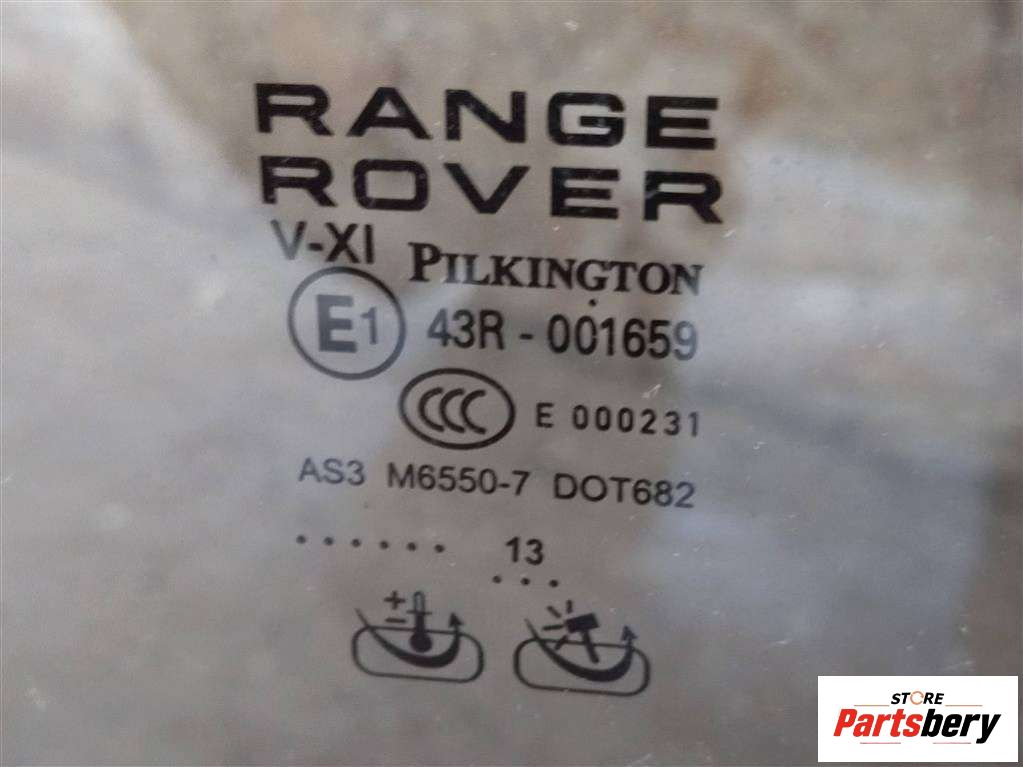 RANGE
ROVER
V-XI PILKINGTON
E1 43R - 001659
CCC E 000231
AS3 M6550-7 DOT682
...... 13
...
+
-
STORE
Partsbery